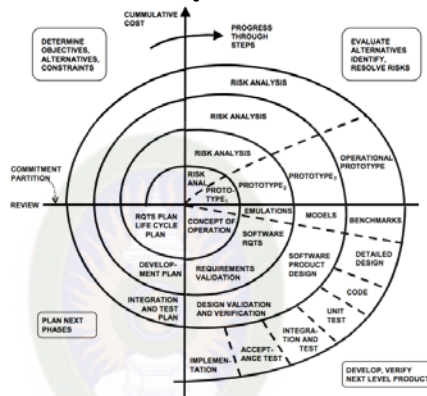 CUMMULATIVE
COST
PROGRESS
THROUGH
STEPS
DETERMINE
OBJECTIVES,
ALTERNATIVES,
CONSTRAINTS
EVALUATE
ALTERNATIVES
IDENTIFY,
RESOLVE RISKS
RISK ANALYSIS
RISK ANALYSIS
RISK ANALYSIS
RISK
ANAL.
PROTO-
TYPE1
PROTOTYPE2
PROTOTYPE3
OPERATIONAL
PROTOTYPE
COMMITMENT
PARTITION
REVIEW
RQTS PLAN
LIFE CYCLE
PLAN
CONCEPT OF
OPERATION
EMULATIONS
MODELS
BENCHMARKS
SOFTWARE
RQTS
SOFTWARE
PRODUCT
DESIGN
DETAILED
DESIGN
DEVELOP-
MENT PLAN
REQUIREMENTS
VALIDATION
CODE
INTEGRATION
AND TEST
PLAN
DESIGN VALIDATION
AND VERIFICATION
UNIT
TEST
INTEGRA-
TION AND
TEST
ACCEPT-
ANCE TEST
IMPLEMEN-
TATION
PLAN NEXT
PHASES
DEVELOP, VERIFY
NEXT LEVEL PRODUCT